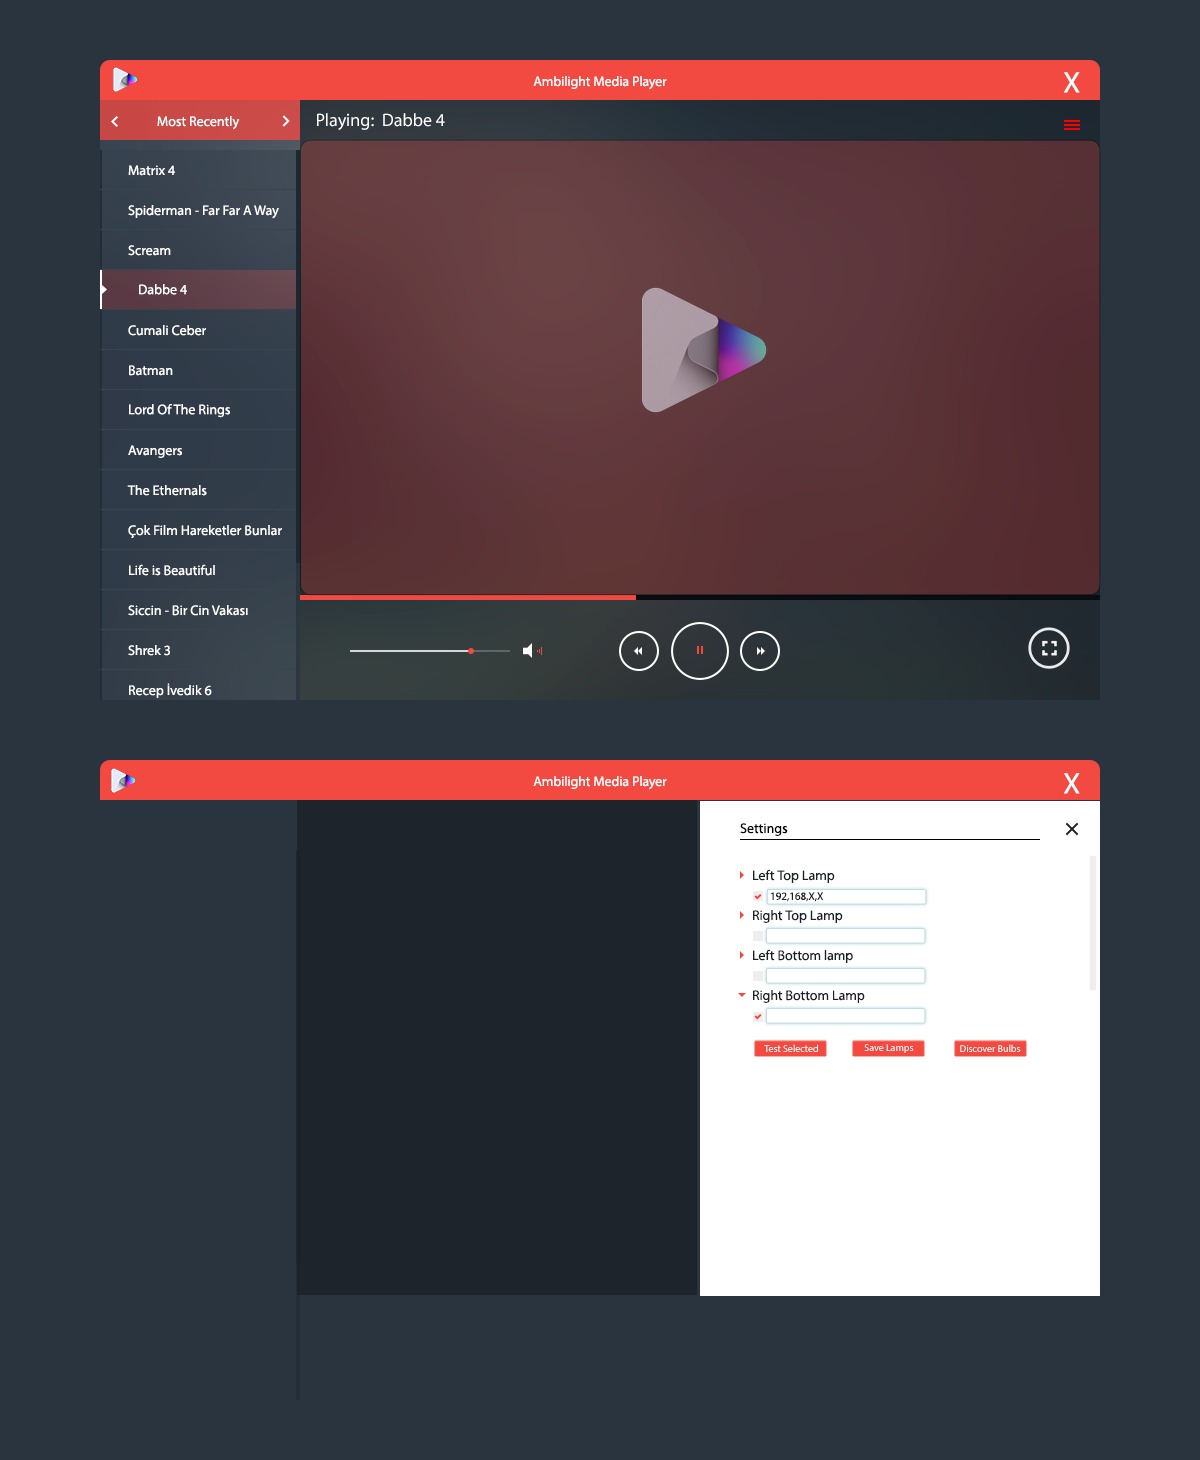 Ambilight Media Player
X
Most Recently
Playing: Dabbe 4
Matrix 4
Spiderman - Far Far A Way
Scream
Dabbe 4
Cumali Ceber
Batman
Lord Of The Rings
Avangers
The Ethernals
Çok Film Hareketler Bunlar
Life is Beautiful
Siccin - Bir Cin Vakası
Shrek 3
Recep İvedik 6
Ambilight Media Player
X
Settings
Left Top Lamp
192,168,X,X
Right Top Lamp
Left Bottom lamp
Right Bottom Lamp
Test Selected
Save Lamps
Discover Bulbs